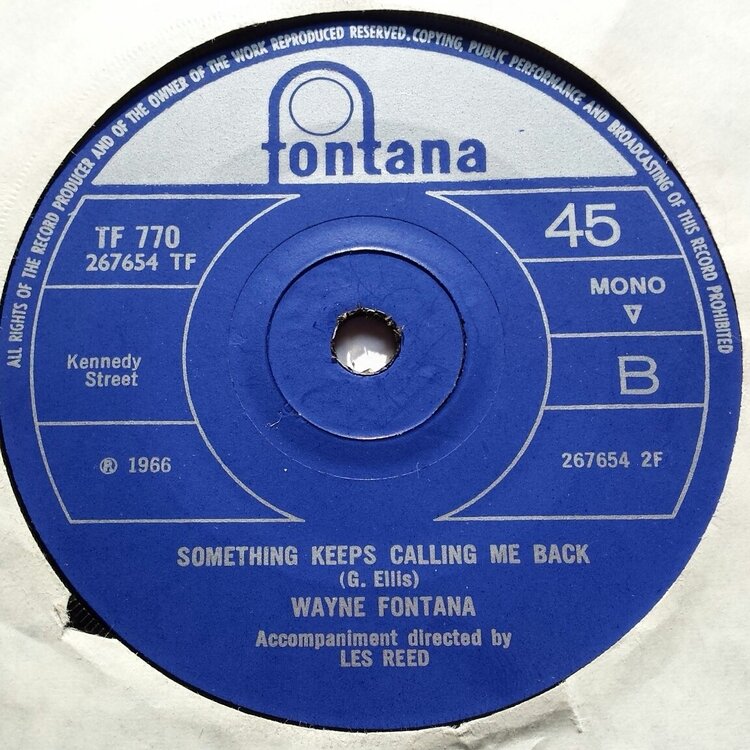 ALL RIGHTS OF THE RECORD PRODUCER AND OF THE OWNER OF THE WORK REPRODUCED RESERVED. COPYING, PUBLIC PERFORMANCE AND BROADCASTING OF THIS RECORD PROHIBITED
fontana
TF 770
267654 TF
45
MONO
Kennedy
Street
B
℗ 1966
267654 2F
SOMETHING KEEPS CALLING ME BACK
(G. Ellis)
WAYNE FONTANA
Accompaniment directed by
LES REED